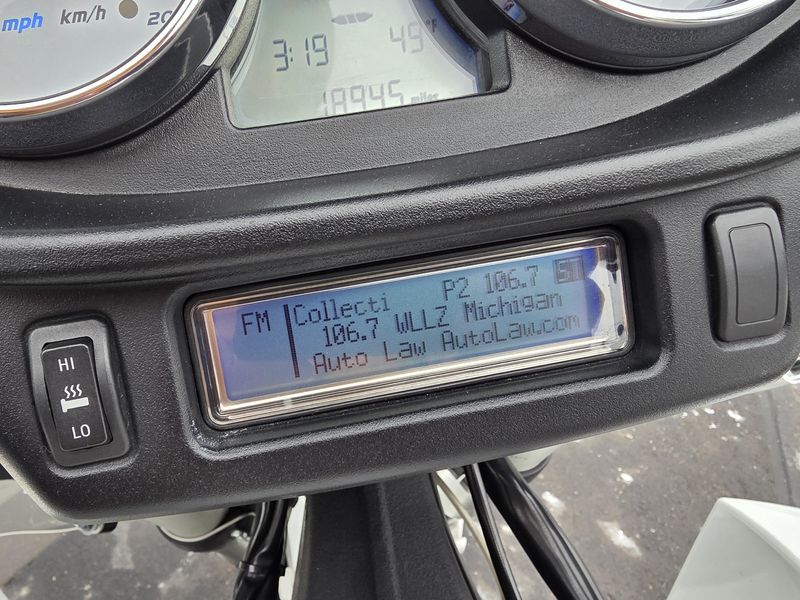 mph km/h 20
3:19 49°F
18945 miles
FM Collecti P2 106.7 ST
106.7 WLLZ Michigan
Auto Law AutoLaw.com
HI
LO